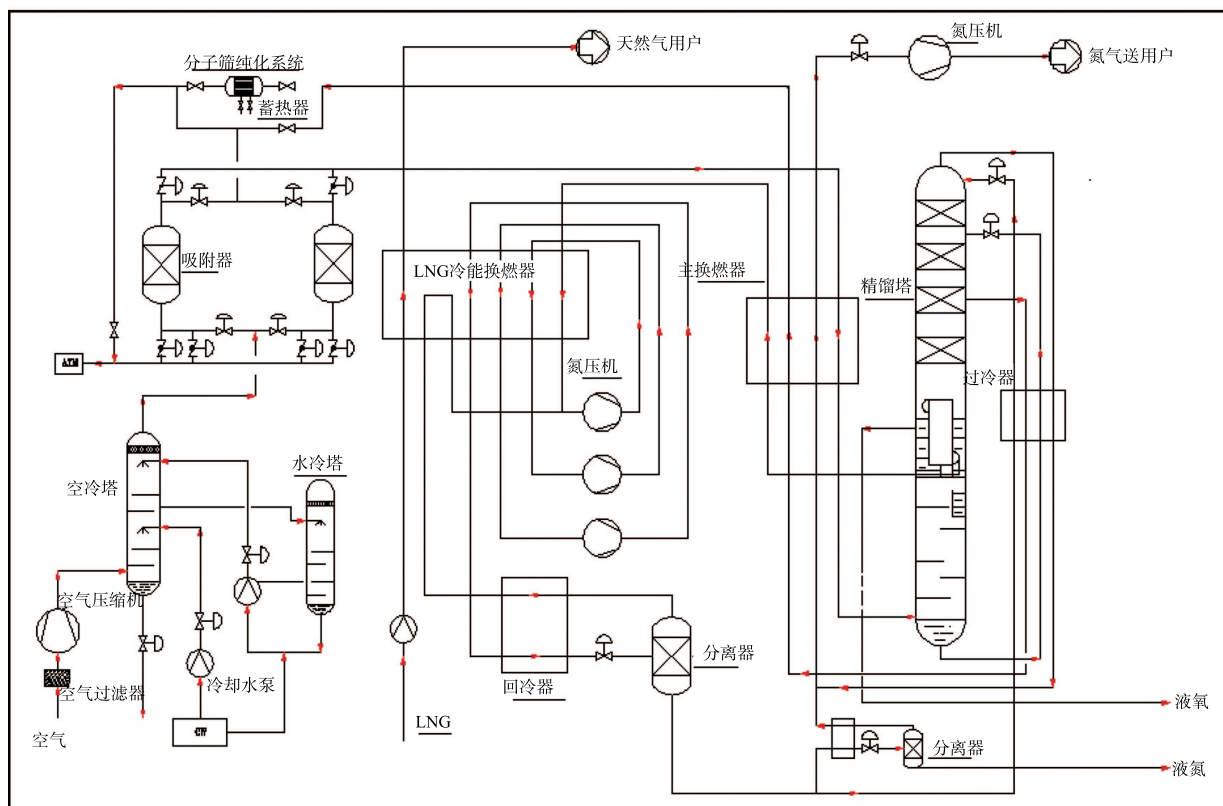 天然气用户
氮压机
氮气送用户
分子筛纯化系统
蓄热器
吸附器
LNG冷能换燃器
主换燃器
精馏塔
ATM
氮压机
过冷器
空冷塔
水冷塔
空气压缩机
空气过滤器
冷却水泵
回冷器
分离器
空气
CW
LNG
液氧
分离器
液氮